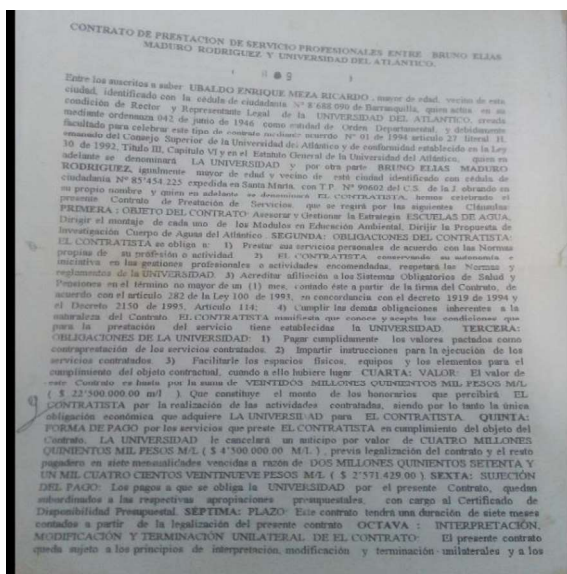 CONTRATO DE PRESTACION DE SERVICIO PROFESIONALES ENTRE BRUNO ELIAS
MADURO RODRIGUEZ Y UNIVERSIDAD DEL ATLANTICO.
Entre los suscritos a saber UBALDO ENRIQUE MEZA RICARDO, mayor de edad, vecino de esta
ciudad, identificado con la cédula de ciudadanía N° 8'688.090 de Barranquilla, quien actua en su
condición de Rector y Representante Legal de la UNIVERSIDAD DEL ATLANTICO, creada
mediante ordenanza 042 de junio de 1946 como entidad de Orden Departamental, y debidamente
facultado para celebrar este tipo de contrato mediante acuerdo N° 01 de 1994 artículo 27 literal H.
emanado del Consejo Superior de la Universidad del Atlántico y de conformidad establecido en la Ley
30 de 1992, Título III, Capítulo VI y en el Estatuto General de la Universidad del Atlántico, quien en
adelante se denominará LA UNIVERSIDAD y por otra parte BRUNO ELIAS MADURO
RODRIGUEZ, igualmente mayor de edad y vecino de está ciudad identificado con cédula de
ciudadanía N° 85'454.225 expedida en Santa Marta, con T.P. N° 90602 del C.S. de la J. obrando en
su propio nombre y quien en adelante se denominará EL CONTRATISTA, hemos celebrado el
presente Contrato de Prestación de Servicios, que se regirá por las siguientes Cláusulas:
PRIMERA : OBJETO DEL CONTRATO: Asesorar y Gestionar la Estrategia ESCUELAS DE AGUA,
Dirigir el montaje de cada uno de los Modulos en Educación Ambiental, Dirijir la Propuesta de
Investigación Cuerpo de Aguas del Atlántico. SEGUNDA: OBLIGACIONES DEL CONTRATISTA:
EL CONTRATISTA se obliga a: 1) Prestar sus servicios personales de acuerdo con las Normas
propias de su profesión o actividad. 2) EL CONTRATISTA conservando su autonomía e
iniciativa en las gestiones profesionales o actividades encomendadas, respetará las Normas y
reglamentos de la UNIVERSIDAD. 3) Acreditar afiliación a los Sistemas Obligatorios de Salud y
Pensiones en el término no mayor de un (1) mes, contado éste a partir de la firma del Contrato, de
acuerdo con el artículo 282 de la Ley 100 de 1993, en concordancia con el decreto 1919 de 1994 y
el Decreto 2150 de 1995, Artículo 114; 4) Cumplir las demás obligaciones inherentes a la
naturaleza del Contrato EL CONTRATISTA manifiesta que conoce y acepta las condiciones que
para la prestación del servicio tiene establecidas la UNIVERSIDAD. TERCERA:
OBLIGACIONES DE LA UNIVERSIDAD: 1) Pagar cumplidamente los valores pactados como
contraprestación de los servicios contratados. 2) Impartir instrucciones para la ejecución de los
servicios contratados. 3) Facilitarle los espacios físicos, equipos y los elementos para el
cumplimiento del objeto contractual, cuando a ello hubiere lugar. CUARTA: VALOR: El valor de
este Contrato es hasta por la suma de VEINTIDOS MILLONES QUINIENTOS MIL PESOS M/L
( $ 22'500.000.00 m/l ) Que constituye el monto de los honorarios que percibirá EL
CONTRATISTA por la realización de las actividades contratadas, siendo por lo tanto la única
obligación económica que adquiere LA UNIVERSIDAD para EL CONTRATISTA. QUINTA:
FORMA DE PAGO por los servicios que preste EL CONTRATISTA en cumplimiento del objeto del
Contrato, LA UNIVERSIDAD le cancelará un anticipo por valor de CUATRO MILLONES
QUINIENTOS MIL PESOS M/L ( $ 4'500.000.00 M/L ), previa legalización del contrato y el resto
pagadero en siete mensualidades vencidas a razón de DOS MILLONES QUINIENTOS SETENTA Y
UN MIL CUATRO CIENTOS VEINTINUEVE PESOS M/L ( $ 2'571.429.00 ) SEXTA: SUJECIÓN
DEL PAGO: Los pagos a que se obliga la UNIVERSIDAD por el presente Contrato, quedan
subordinados a las respectivas apropiaciones presupuestales, con cargo al Certificado de
Disponibilidad Presupuestal. SÉPTIMA: PLAZO: Este contrato tendrá una duración de siete meses
contados a partir de la legalización del presente contrato OCTAVA : INTERPRETACIÓN,
MODIFICACIÓN Y TERMINACIÓN UNILATERAL DE EL CONTRATO: El presente contrato
queda sujeto a los principios de interpretación, modificación y terminación unilaterales y a los